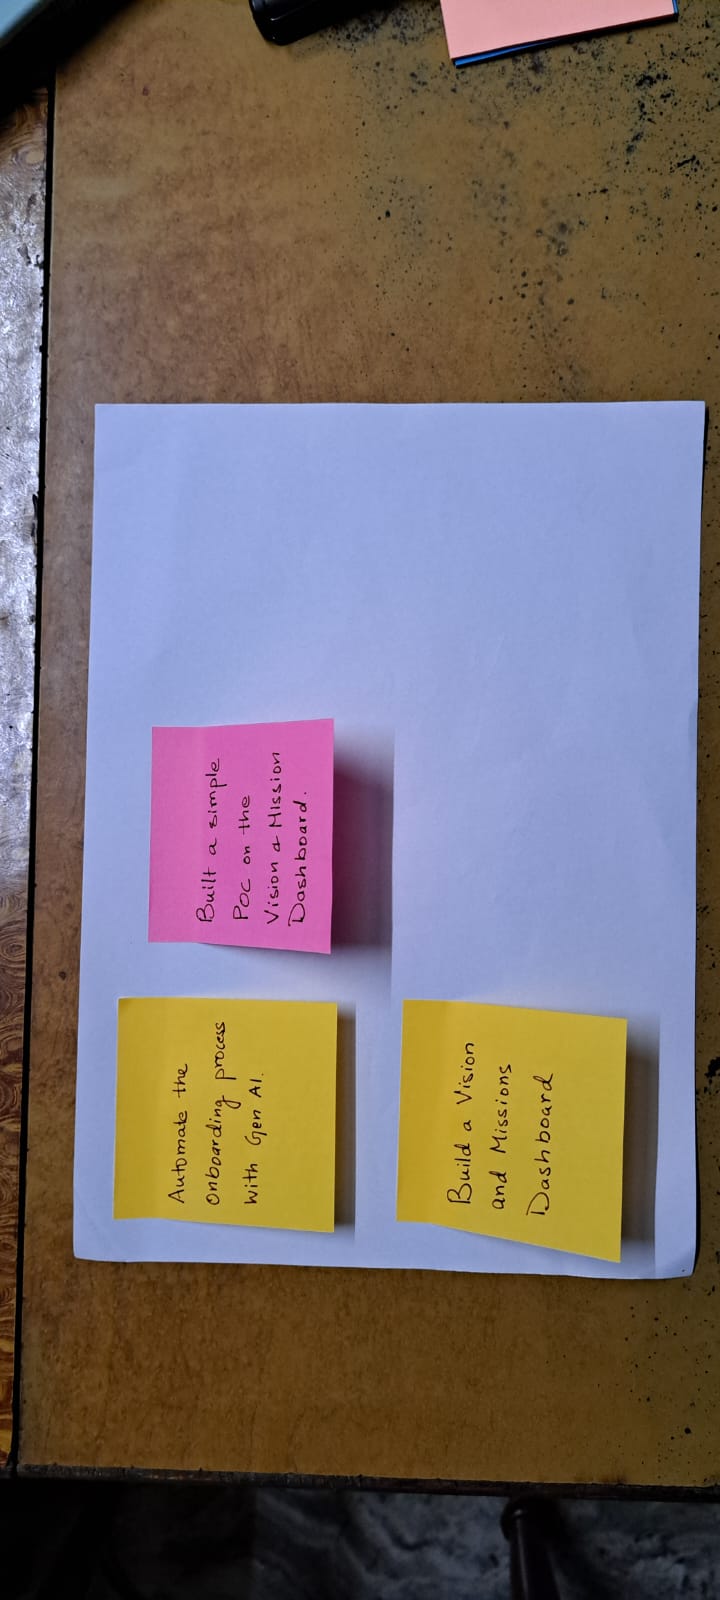 Automate the
Onboarding process
with Gen AI.
Built a simple
POC on the
Vision & Mission
Dashboard.
Build a Vision
and Missions
Dashboard